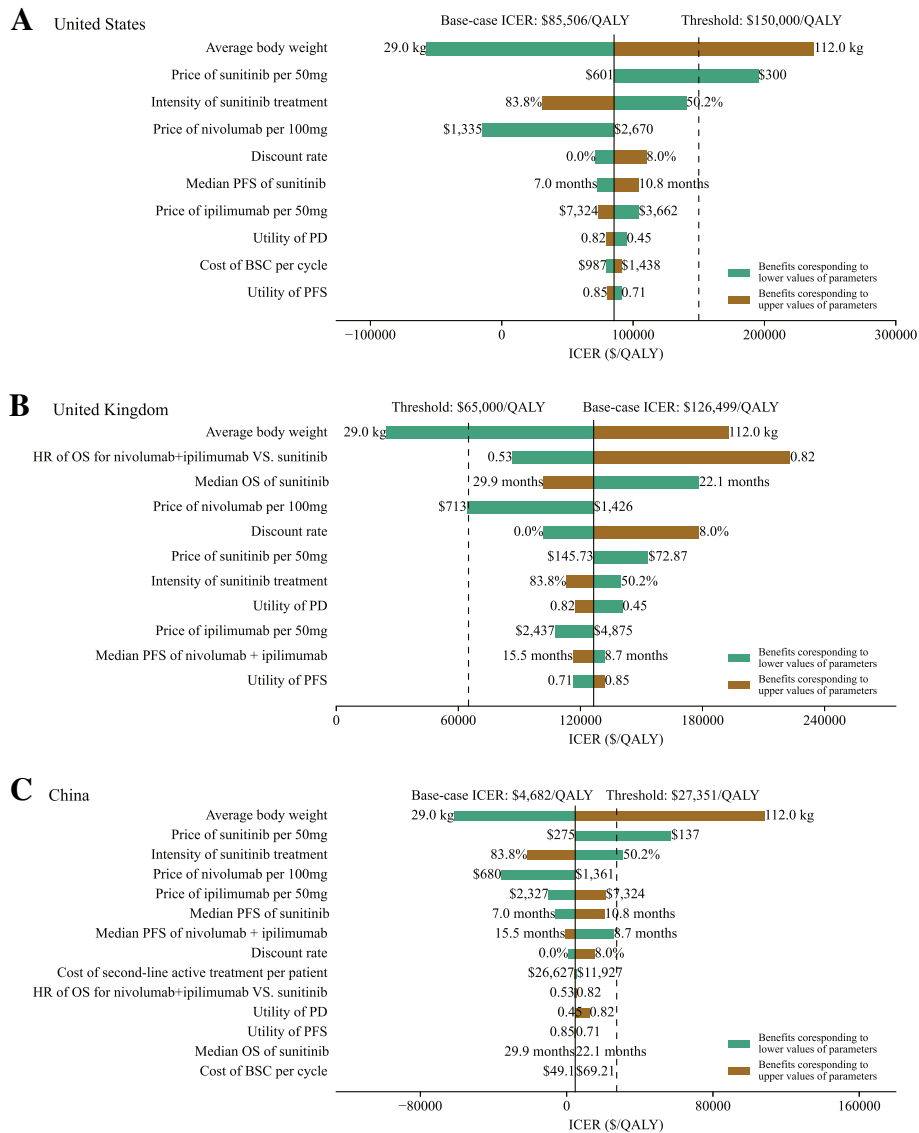 A United States
Base-case ICER: $85,506/QALY Threshold: $150,000/QALY
Average body weight 29.0 kg 112.0 kg
Price of sunitinib per 50mg $601 $300
Intensity of sunitinib treatment 83.8% 50.2%
Price of nivolumab per 100mg $1,335 $2,670
Discount rate 0.0% 8.0%
Median PFS of sunitinib 7.0 months 10.8 months
Price of ipilimumab per 50mg $7,324 $3,662
Utility of PD 0.82 0.45
Cost of BSC per cycle $987 $1,438
Utility of PFS 0.85 0.71
Benefits coresponding to
lower values of parameters
Benefits coresponding to
upper values of parameters
−100000 0 100000 200000 300000
ICER ($/QALY)
B United Kingdom
Threshold: $65,000/QALY Base-case ICER: $126,499/QALY
Average body weight 29.0 kg 112.0 kg
HR of OS for nivolumab+ipilimumab VS. sunitinib 0.53 0.82
Median OS of sunitinib 29.9 months 22.1 months
Price of nivolumab per 100mg $713 $1,426
Discount rate 0.0% 8.0%
Price of sunitinib per 50mg $145.73 $72.87
Intensity of sunitinib treatment 83.8% 50.2%
Utility of PD 0.82 0.45
Price of ipilimumab per 50mg $2,437 $4,875
Median PFS of nivolumab + ipilimumab 15.5 months 8.7 months
Utility of PFS 0.71 0.85
Benefits coresponding to
lower values of parameters
Benefits coresponding to
upper values of parameters
0 60000 120000 180000 240000
ICER ($/QALY)
C China
Base-case ICER: $4,682/QALY Threshold: $27,351/QALY
Average body weight 29.0 kg 112.0 kg
Price of sunitinib per 50mg $275 $137
Intensity of sunitinib treatment 83.8% 50.2%
Price of nivolumab per 100mg $680 $1,361
Price of ipilimumab per 50mg $2,327 $7,324
Median PFS of sunitinib 7.0 months 10.8 months
Median PFS of nivolumab + ipilimumab 15.5 months 8.7 months
Discount rate 0.0% 8.0%
Cost of second-line active treatment per patient $26,627 $11,927
HR of OS for nivolumab+ipilimumab VS. sunitinib 0.53 0.82
Utility of PD 0.45 0.82
Utility of PFS 0.85 0.71
Median OS of sunitinib 29.9 months 22.1 months
Cost of BSC per cycle $49.1 $69.21
Benefits coresponding to
lower values of parameters
Benefits coresponding to
upper values of parameters
−80000 0 80000 160000
ICER ($/QALY)